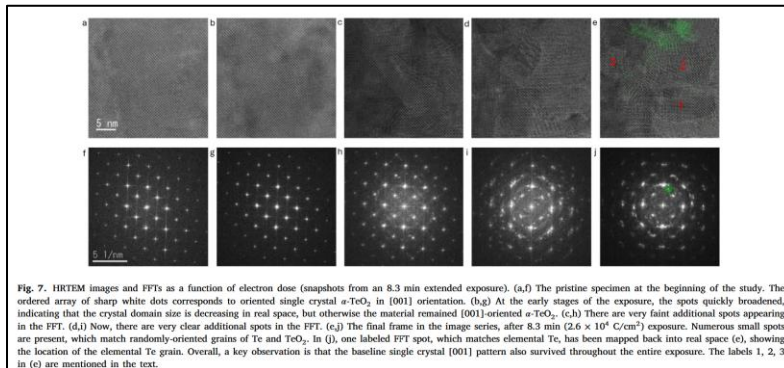 a
b
c
d
e
5 nm
f
g
h
i
j
5 1/nm
Fig. 7. HRTEM images and FFTs as a function of electron dose (snapshots from an 8.3 min extended exposure). (a,f) The pristine specimen at the beginning of the study. The
ordered array of sharp white dots corresponds to oriented single crystal α-TeO₂ in [001] orientation. (b,g) At the early stages of the exposure, the spots quickly broadened,
indicating that the crystal domain size is decreasing in real space, but otherwise the material remained [001]-oriented α-TeO₂. (c,h) There are very faint additional spots appearing
in the FFT. (d,i) Now, there are very clear additional spots in the FFT. (e,j) The final frame in the image series, after 8.3 min (2.6 × 10⁴ C/cm²) exposure. Numerous small spots
are present, which match randomly-oriented grains of Te and TeO₂. In (j), one labeled FFT spot, which matches elemental Te, has been mapped back into real space (e), showing
the location of the elemental Te grain. Overall, a key observation is that the baseline single crystal [001] pattern also survived throughout the entire exposure. The labels 1, 2, 3
in (e) are mentioned in the text.